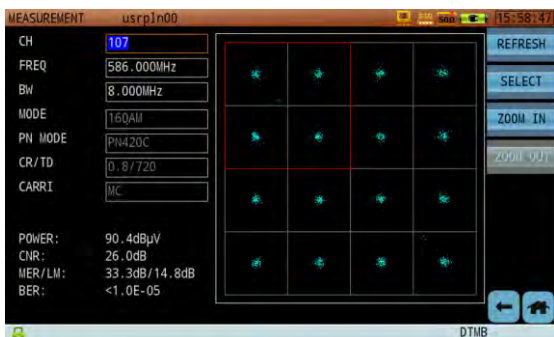 MEASUREMENT usrpIn00 15:58:47
CH 107
FREQ 586.000MHz
BW 8.000MHz
MODE 16QAM
PN MODE PN420C
CR/TD 0.8/720
CARRI MC
POWER: 90.4dBμV
CNR: 26.0dB
MER/LM: 33.3dB/14.8dB
BER: <1.0E-05
REFRESH
SELECT
ZOOM IN
ZOOM OUT
DTMB